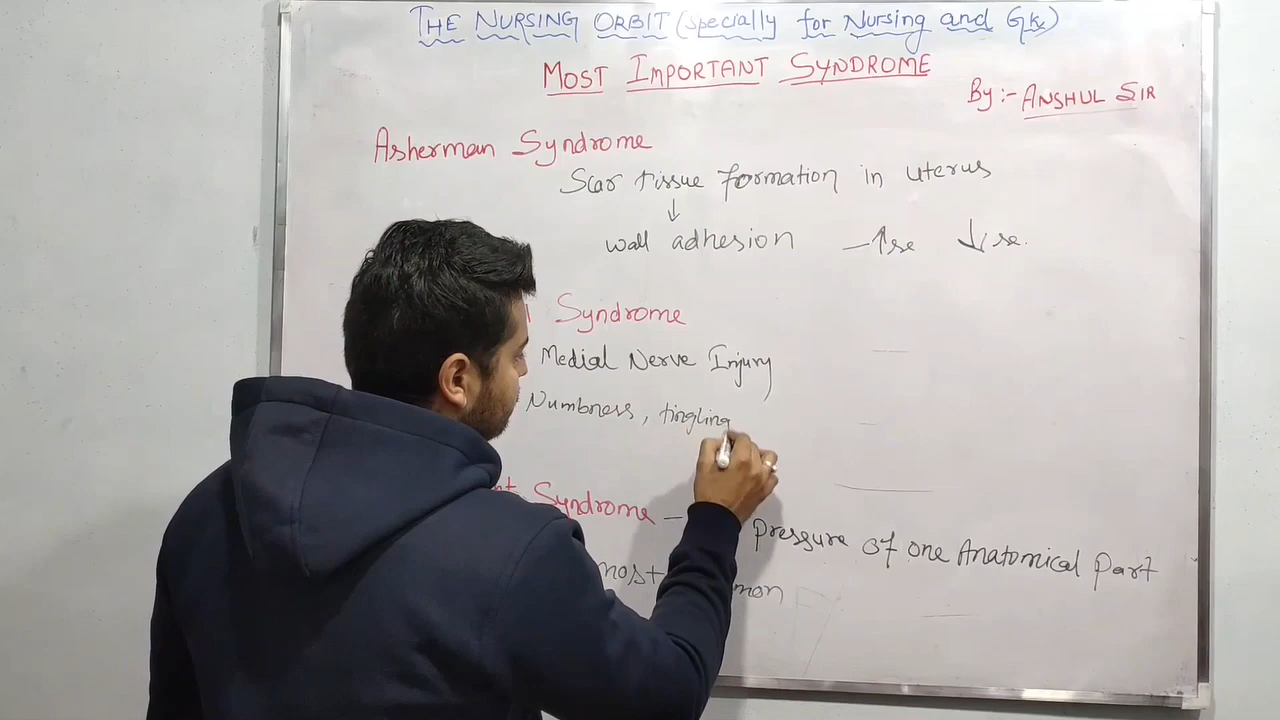 THE NURSING ORBIT (specially for Nursing and Gk)
MOST IMPORTANT SYNDROME
By :- ANSHUL SIR
Asherman Syndrome
Scar tissue formation in uterus
↓
wall adhesion – ↑se ↓se.
Syndrome
Medial Nerve Injury
Numbness, tingling
Syndrome –
pressure of one Anatomical part
most
mon